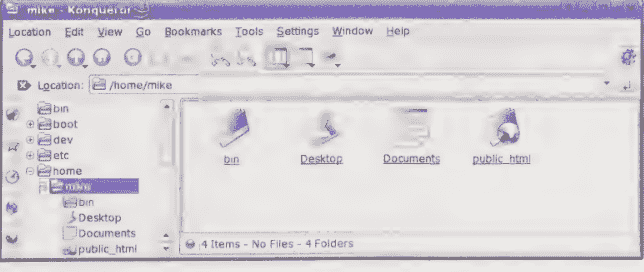 mike - Konqueror
Location Edit View Go Bookmarks Tools Settings Window Help
Location: /home/mike
bin
boot
dev
etc
home
mike
bin
Desktop
Documents
public_html
bin Desktop Documents public_html
4 Items - No Files - 4 Folders